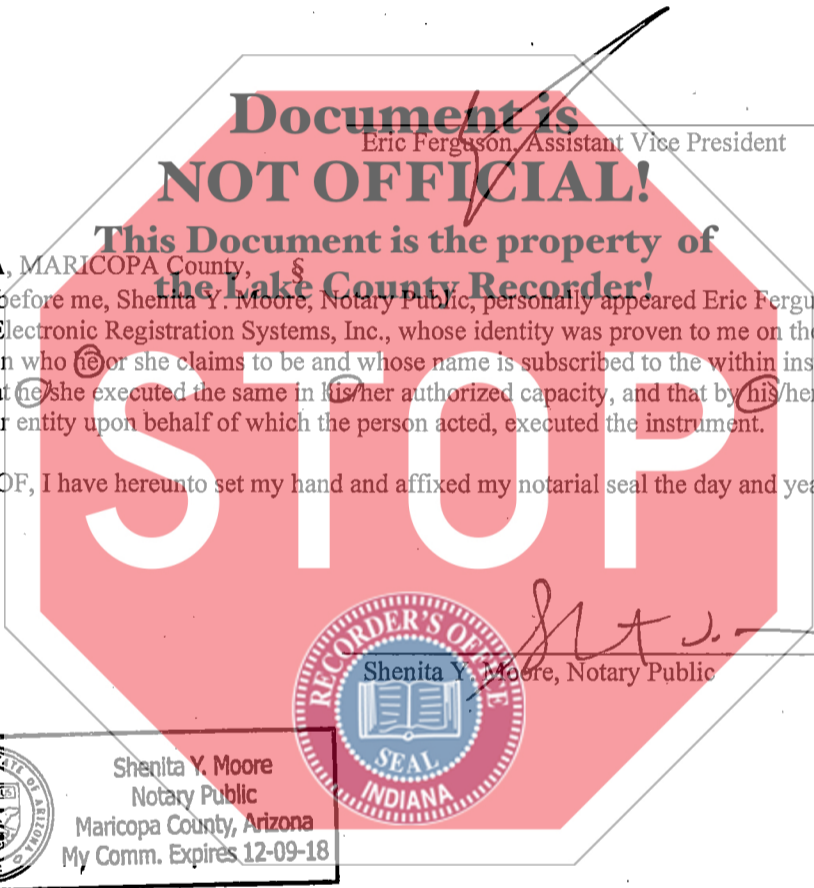 Document is
Eric Ferguson, Assistant Vice President
NOT OFFICIAL!
This Document is the property of
A, MARICOPA County, §
the Lake County Recorder!
before me, Shenita Y. Moore, Notary Public, personally appeared Eric Fergu
Electronic Registration Systems, Inc., whose identity was proven to me on the
n who he or she claims to be and whose name is subscribed to the within ins
t he/she executed the same in his/her authorized capacity, and that by his/her
r entity upon behalf of which the person acted, executed the instrument.
STOP
OF, I have hereunto set my hand and affixed my notarial seal the day and yea
RECORDER'S OFFICE
Shenita Y. Moore, Notary Public
SEAL
INDIANA
Shenita Y. Moore
Notary Public
Maricopa County, Arizona
My Comm. Expires 12-09-18
STATE OF ARIZONA